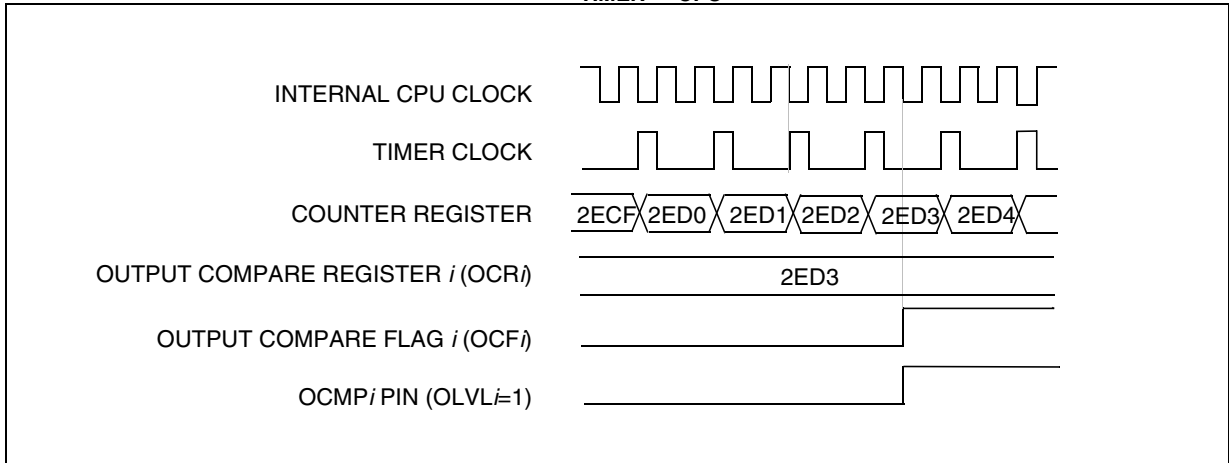 INTERNAL CPU CLOCK
TIMER CLOCK
COUNTER REGISTER 2ECF 2ED0 2ED1 2ED2 2ED3 2ED4
OUTPUT COMPARE REGISTER i (OCRi) 2ED3
OUTPUT COMPARE FLAG i (OCFi)
OCMPi PIN (OLVLi=1)